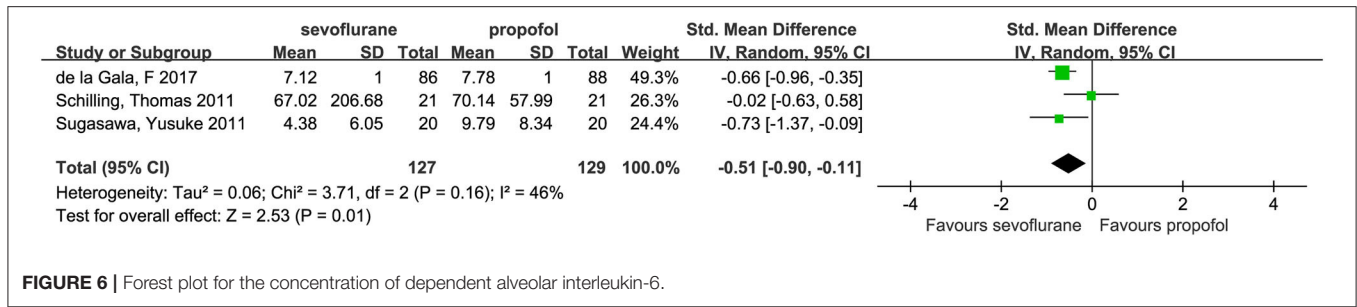 sevoflurane propofol Std. Mean Difference Std. Mean Difference
Study or Subgroup Mean SD Total Mean SD Total Weight IV, Random, 95% CI IV, Random, 95% CI
de la Gala, F 2017 7.12 1 86 7.78 1 88 49.3% -0.66 [-0.96, -0.35]
Schilling, Thomas 2011 67.02 206.68 21 70.14 57.99 21 26.3% -0.02 [-0.63, 0.58]
Sugasawa, Yusuke 2011 4.38 6.05 20 9.79 8.34 20 24.4% -0.73 [-1.37, -0.09]
Total (95% CI) 127 129 100.0% -0.51 [-0.90, -0.11]
Heterogeneity: Tau² = 0.06; Chi² = 3.71, df = 2 (P = 0.16); I² = 46%
Test for overall effect: Z = 2.53 (P = 0.01)
-4 -2 0 2 4
Favours sevoflurane Favours propofol
FIGURE 6 | Forest plot for the concentration of dependent alveolar interleukin-6.